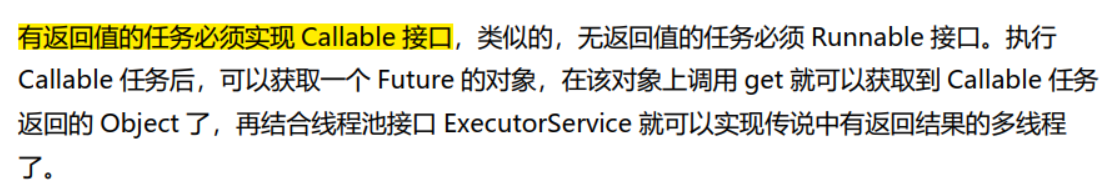 有返回值的任务必须实现 Callable 接口，类似的，无返回值的任务必须 Runnable 接口。执行
Callable 任务后，可以获取一个 Future 的对象，在该对象上调用 get 就可以获取到 Callable 任务
返回的 Object 了，再结合线程池接口 ExecutorService 就可以实现传说中有返回结果的多线程
了。